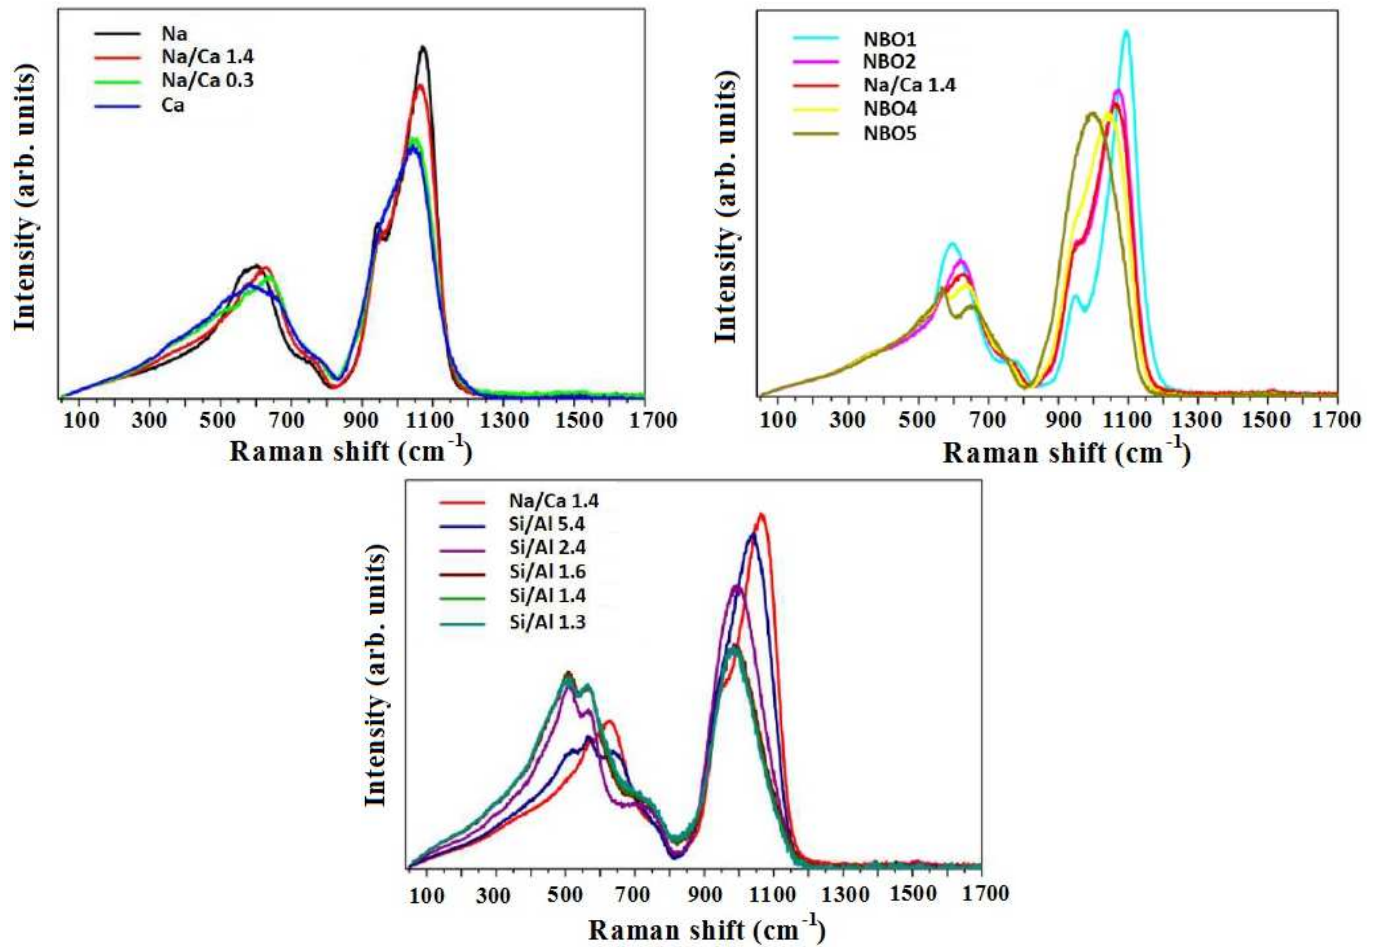 Na
Na/Ca 1.4
Na/Ca 0.3
Ca
Intensity (arb. units)
100 300 500 700 900 1100 1300 1500 1700
Raman shift (cm⁻¹)
NBO1
NBO2
Na/Ca 1.4
NBO4
NBO5
Intensity (arb. units)
100 300 500 700 900 1100 1300 1500 1700
Raman shift (cm⁻¹)
Na/Ca 1.4
Si/Al 5.4
Si/Al 2.4
Si/Al 1.6
Si/Al 1.4
Si/Al 1.3
Intensity (arb. units)
100 300 500 700 900 1100 1300 1500 1700
Raman shift (cm⁻¹)